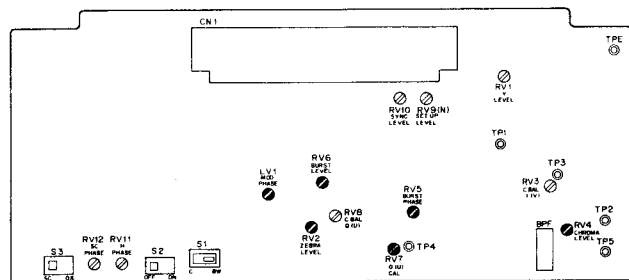 CN1
TPE
RV1
Y
LEVEL
RV10
SYNC
LEVEL
RV9(N)
SET UP
LEVEL
TP1
RV6
BURST
LEVEL
LV1
MOD
PHASE
TP3
RV3
C BAL
I (V)
RV5
BURST
PHASE
RV8
C BAL
Q (U)
RV2
ZEBRA
LEVEL
TP2
BPF
RV4
CHROMA
LEVEL
TP4
RV7
Q (U)
CAL
TP5
S3
RV12
SC
PHASE
RV11
H
PHASE
S2
S1
SC
OFF
ON
C
BW